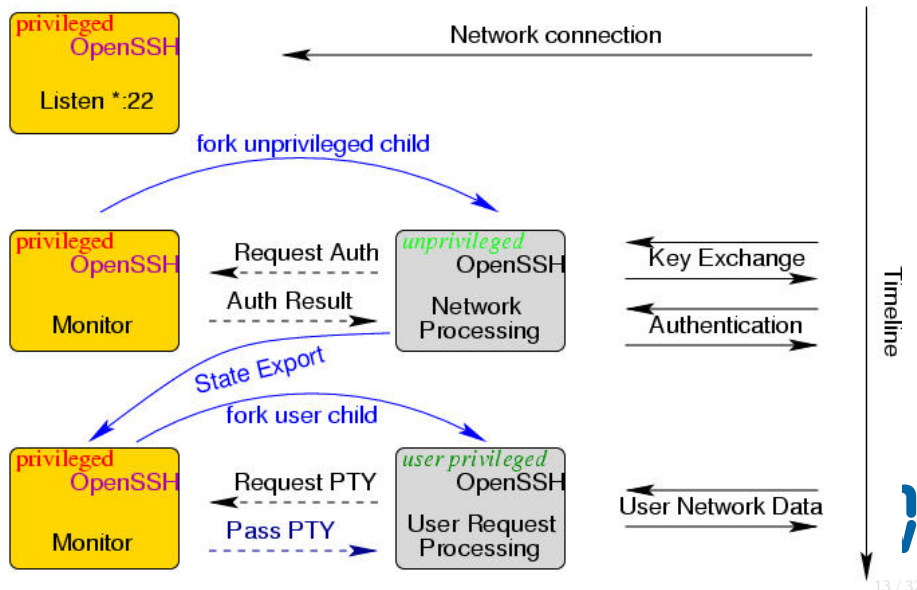 privileged
OpenSSH
Listen *:22
Network connection
fork unprivileged child
privileged
OpenSSH
Monitor
Request Auth
Auth Result
unprivileged
OpenSSH
Network
Processing
Key Exchange
Authentication
Timeline
State Export
fork user child
privileged
OpenSSH
Monitor
Request PTY
Pass PTY
user privileged
OpenSSH
User Request
Processing
User Network Data
13 / 32